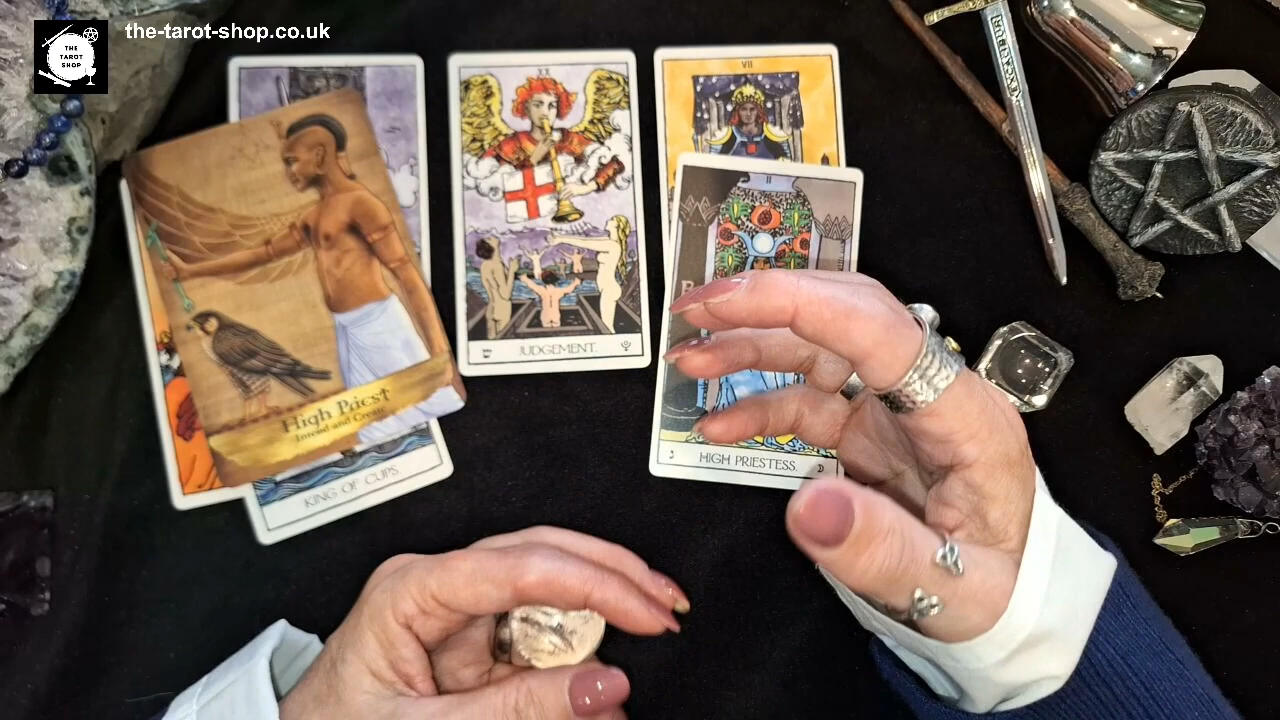 the-tarot-shop.co.uk
THE
TAROT
SHOP
XX
JUDGEMENT.
VII
II
B
HIGH PRIESTESS.
High Priest
Intend and Create
KING OF CUPS.
EXCALIBUR